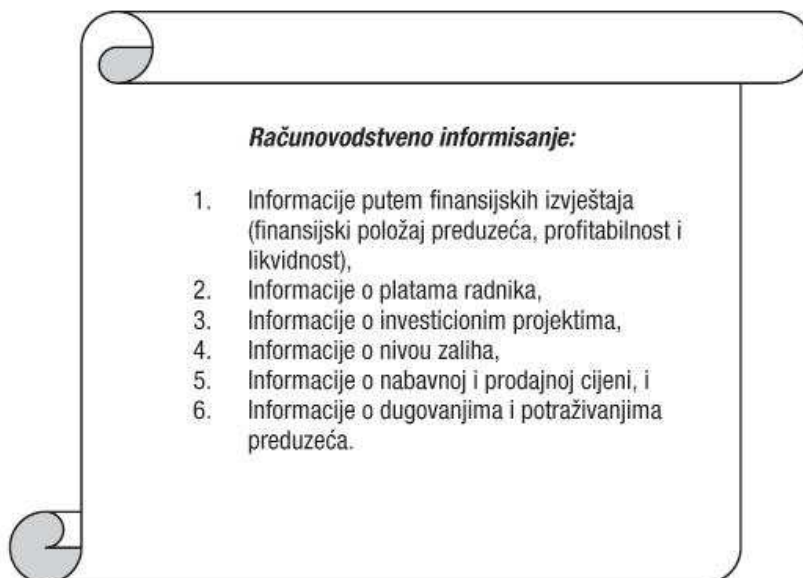 Računovodstveno informisanje:
1. Informacije putem finansijskih izvještaja
(finansijski položaj preduzeća, profitabilnost i
likvidnost),
2. Informacije o platama radnika,
3. Informacije o investicionim projektima,
4. Informacije o nivou zaliha,
5. Informacije o nabavnoj i prodajnoj cijeni, i
6. Informacije o dugovanjima i potraživanjima
preduzeća.